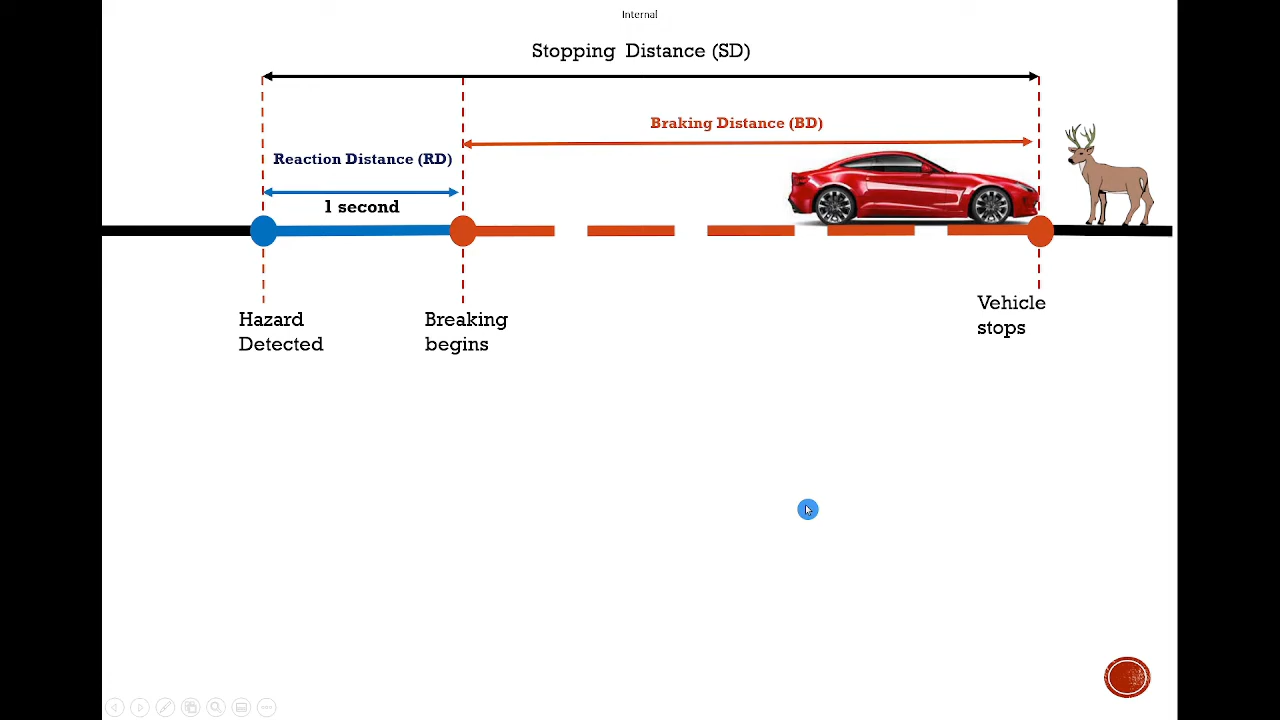 Internal
Stopping Distance (SD)
Braking Distance (BD)
Reaction Distance (RD)
1 second
Hazard
Detected
Breaking
begins
Vehicle
stops